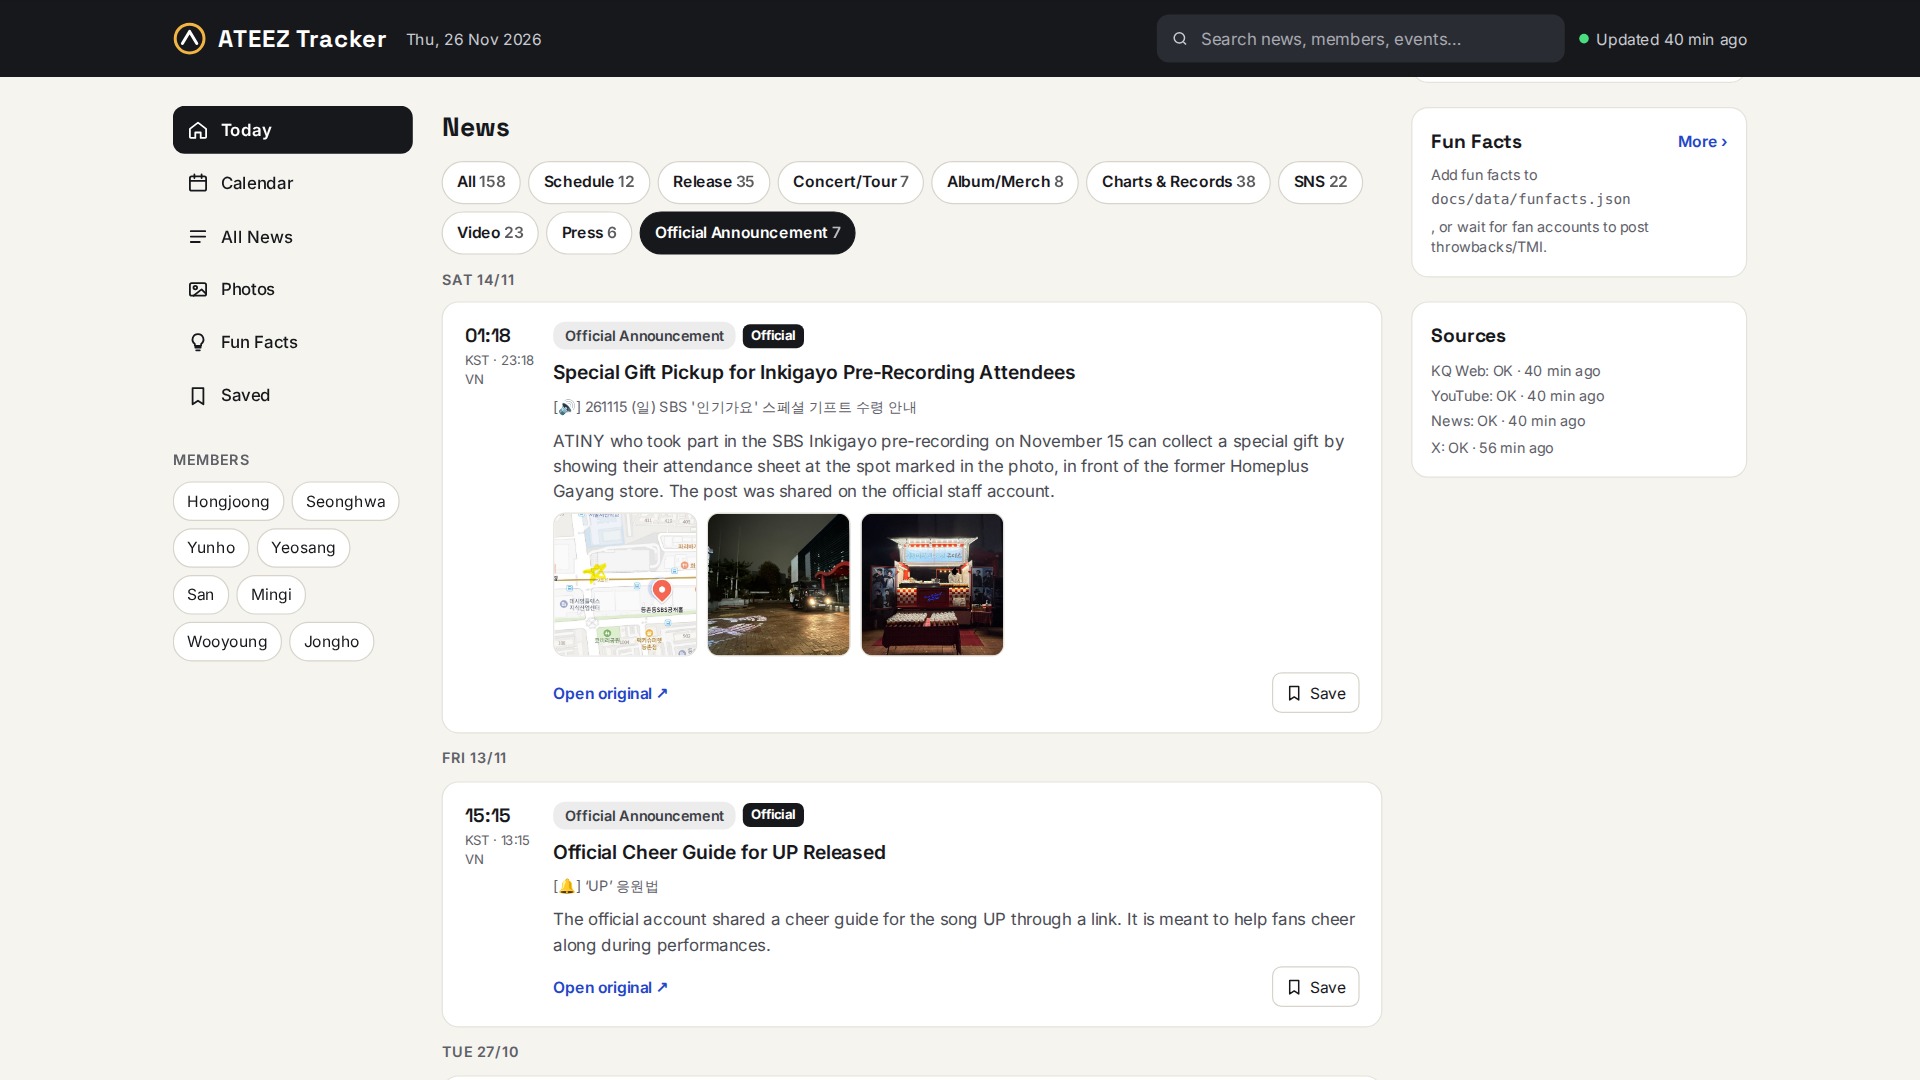 ATEEZ Tracker
Thu, 26 Nov 2026
Search news, members, events...
Updated 40 min ago
Today
Calendar
All News
Photos
Fun Facts
Saved
MEMBERS
Hongjoong
Seonghwa
Yunho
Yeosang
San
Mingi
Wooyoung
Jongho
News
All 158
Schedule 12
Release 35
Concert/Tour 7
Album/Merch 8
Charts & Records 38
SNS 22
Video 23
Press 6
Official Announcement 7
SAT 14/11
01:18
KST · 23:18
VN
Official Announcement
Official
Special Gift Pickup for Inkigayo Pre-Recording Attendees
[🔊] 261115 (일) SBS '인기가요' 스페셜 기프트 수령 안내
ATINY who took part in the SBS Inkigayo pre-recording on November 15 can collect a special gift by
showing their attendance sheet at the spot marked in the photo, in front of the former Homeplus
Gayang store. The post was shared on the official staff account.
등촌동SBS공개홀
Open original ↗
Save
FRI 13/11
15:15
KST · 13:15
VN
Official Announcement
Official
Official Cheer Guide for UP Released
[🔔] ‘UP’ 응원법
The official account shared a cheer guide for the song UP through a link. It is meant to help fans cheer
along during performances.
Open original ↗
Save
TUE 27/10
Fun Facts
More ›
Add fun facts to
docs/data/funfacts.json
, or wait for fan accounts to post
throwbacks/TMI.
Sources
KQ Web: OK · 40 min ago
YouTube: OK · 40 min ago
News: OK · 40 min ago
X: OK · 56 min ago